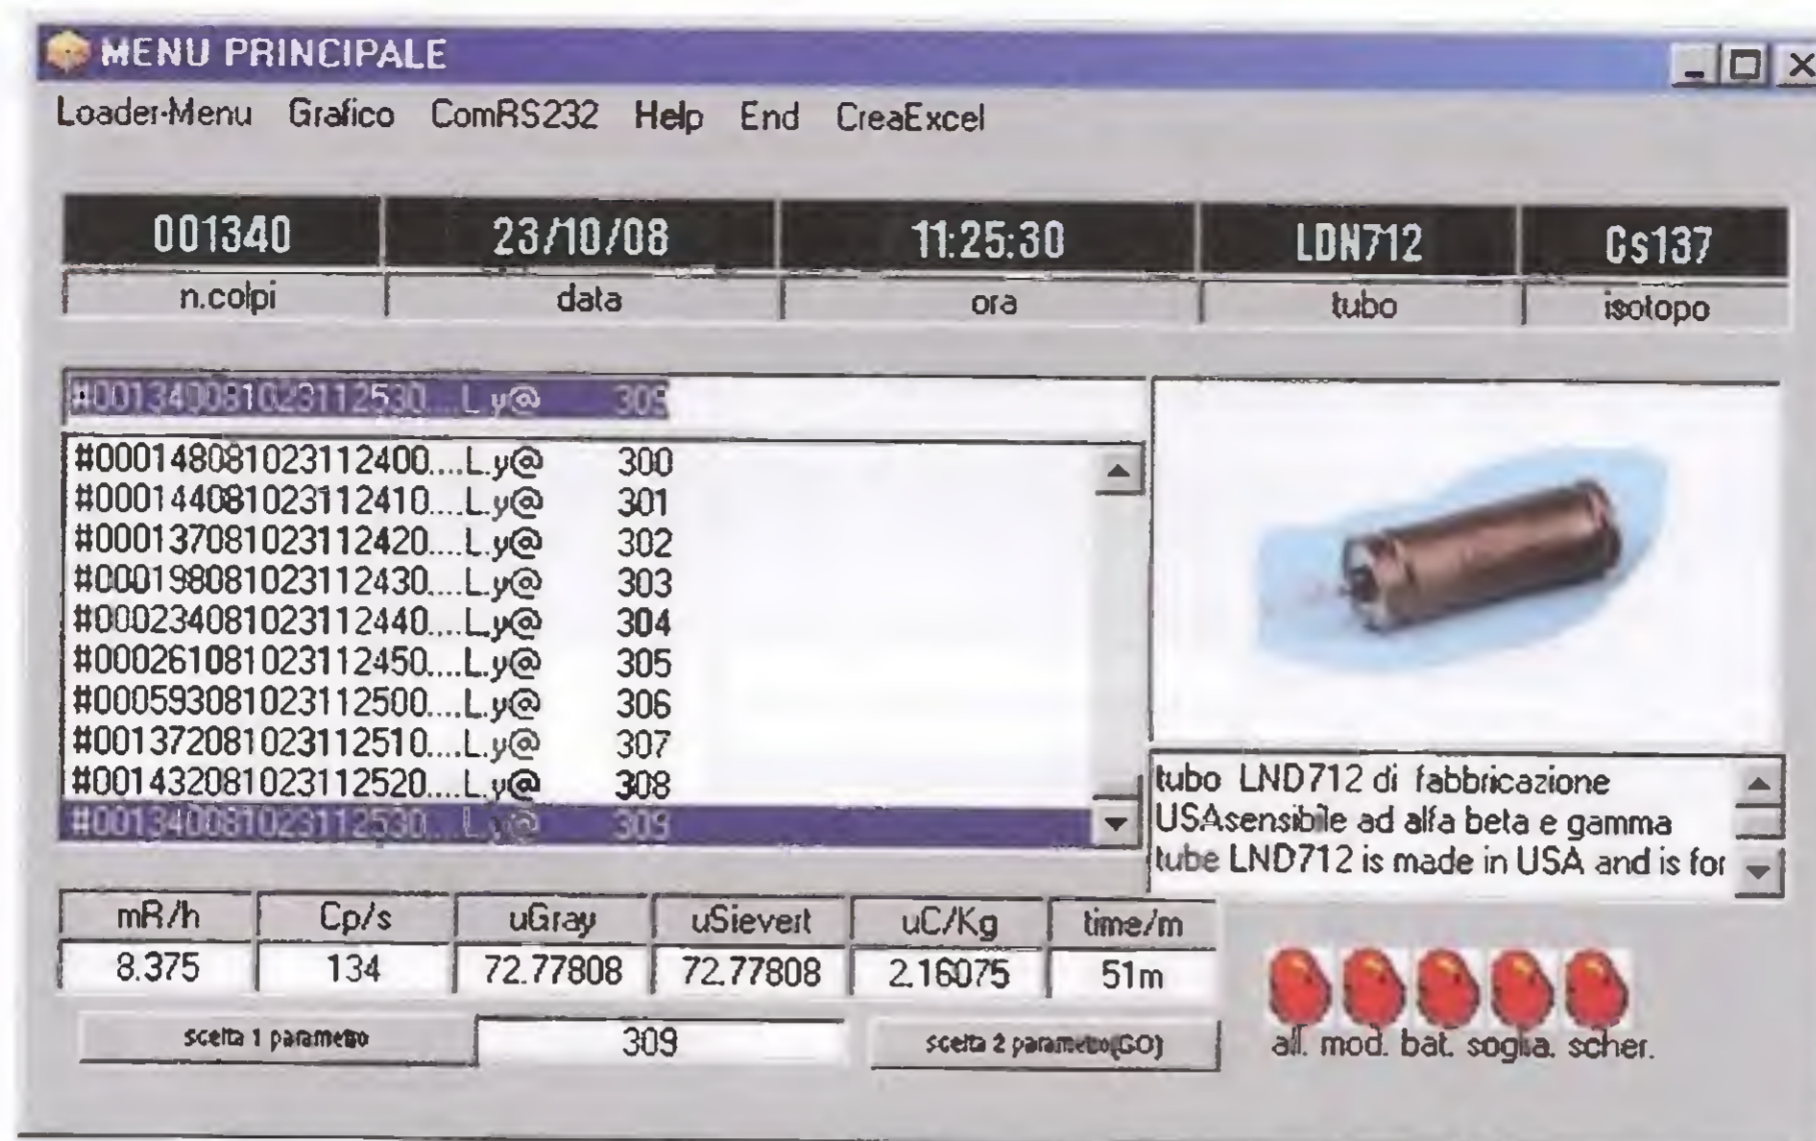 MENU PRINCIPALE
Loader-Menu Grafico ComRS232 Help End CreaExcel
001340 23/10/08 11:25:30 LDN712 Cs137
n.colpi data ora tubo isotopo
#001340081023112530....L.y@ 309
#000148081023112400....L.y@ 300
#000144081023112410....L.y@ 301
#000137081023112420....L.y@ 302
#000198081023112430....L.y@ 303
#000234081023112440....L.y@ 304
#000261081023112450....L.y@ 305
#000593081023112500....L.y@ 306
#001372081023112510....L.y@ 307
#001432081023112520....L.y@ 308
#001340081023112530....L.y@ 309
tubo LND712 di fabbricazione
USAsensibile ad alfa beta e gamma
tube LND712 is made in USA and is for
mR/h Cp/s uGray uSievert uC/Kg time/m
8.375 134 72.77808 72.77808 2.16075 51m
scelta 1 parametro 309 scelta 2 parametro(GO)
all. mod. bat. soglia. scher.